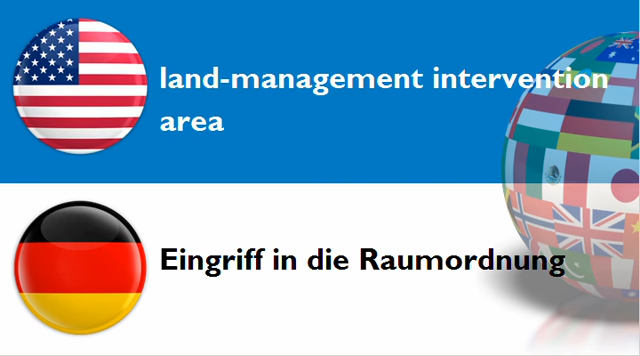 land-management intervention
area
Eingriff in die Raumordnung